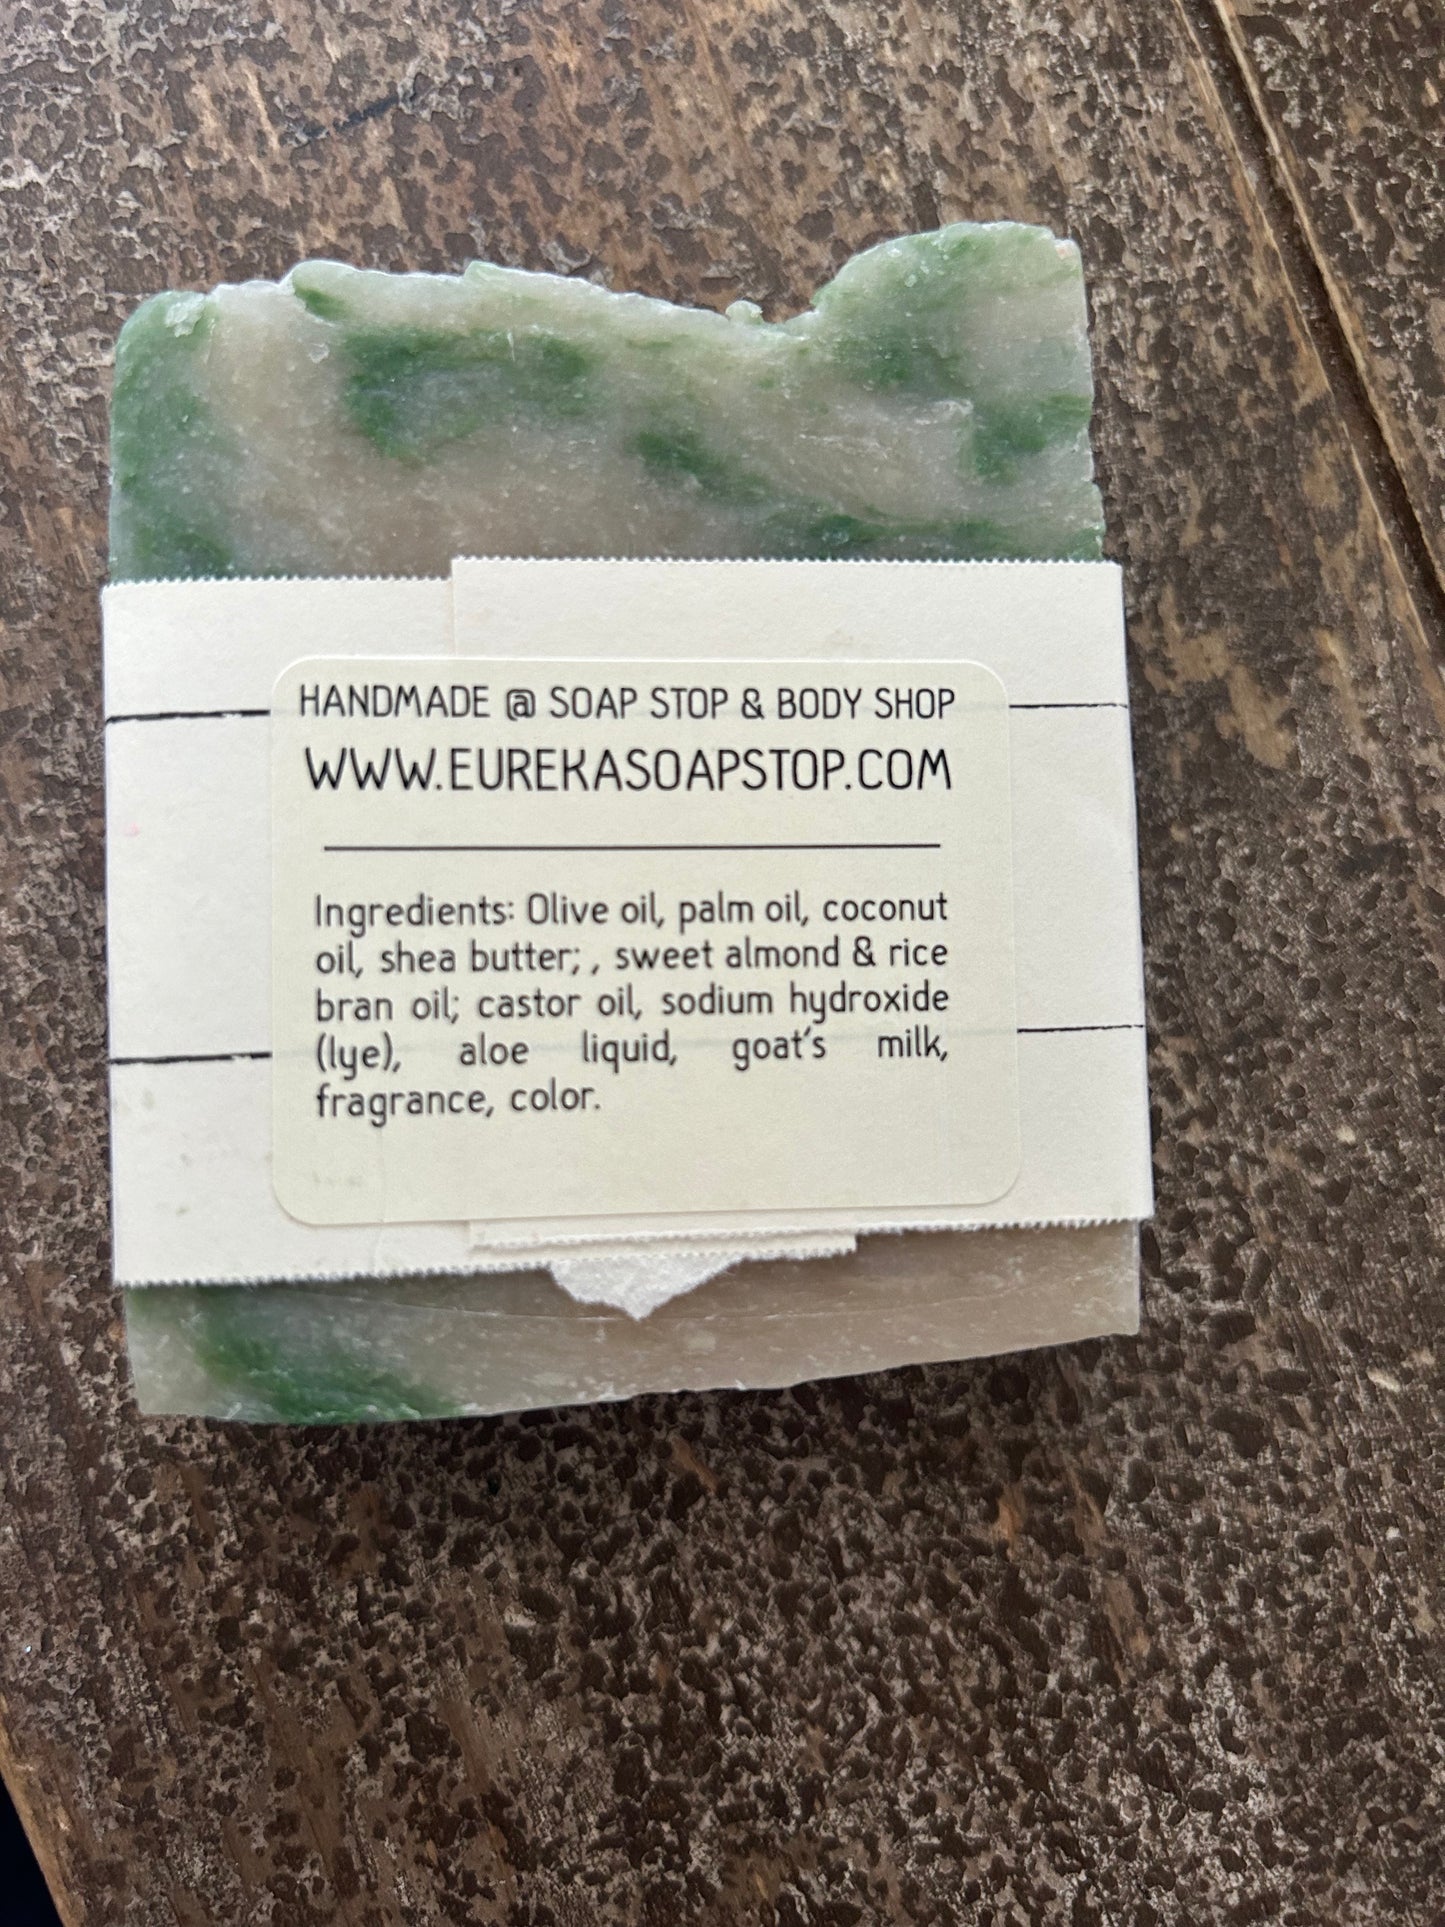 HANDMADE @ SOAP STOP & BODY SHOP
WWW.EUREKASOAPSTOP.COM
Ingredients: Olive oil, palm oil, coconut
oil, shea butter; , sweet almond & rice
bran oil; castor oil, sodium hydroxide
(lye), aloe liquid, goat's milk,
fragrance, color.